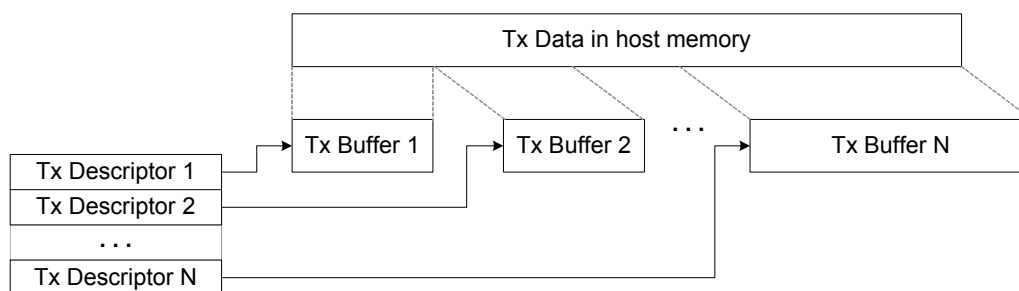 Tx Data in host memory
Tx Buffer 1
Tx Buffer 2
. . .
Tx Buffer N
Tx Descriptor 1
Tx Descriptor 2
. . .
Tx Descriptor N